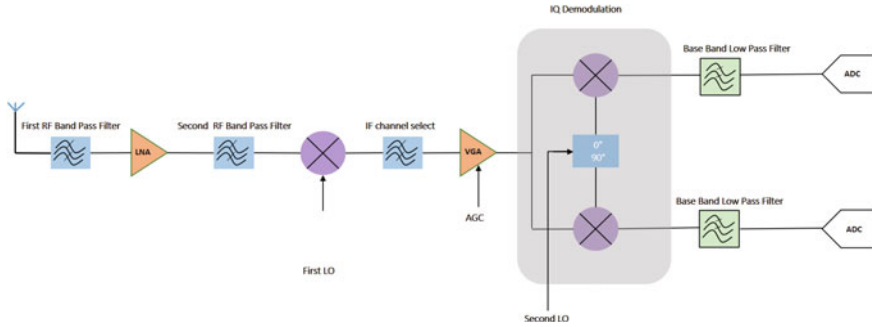 IQ Demodulation
Base Band Low Pass Filter
ADC
First RF Band Pass Filter
LNA
Second RF Band Pass Filter
IF channel select
VGA
0°
90°
AGC
First LO
Base Band Low Pass Filter
ADC
Second LO